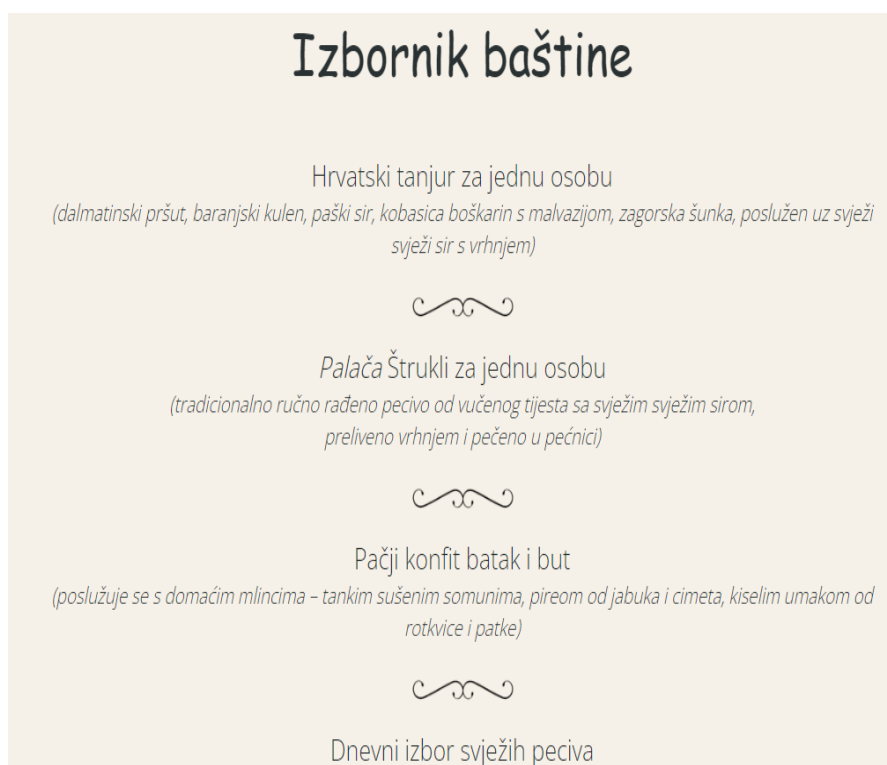 Izbornik baštine
Hrvatski tanjur za jednu osobu
(dalmatinski pršut, baranjski kulen, paški sir, kobasica boškarin s malvazijom, zagorska šunka, poslužen uz svježi
svježi sir s vrhnjem)
Palača Štrukli za jednu osobu
(tradicionalno ručno rađeno pecivo od vučenog tijesta sa svježim svježim sirom,
preliveno vrhnjem i pečeno u pećnici)
Pačji konfit batak i but
(poslužuje se s domaćim mlincima – tankim sušenim somunima, pireom od jabuka i cimeta, kiselim umakom od
rotkvice i patke)
Dnevni izbor svježih peciva